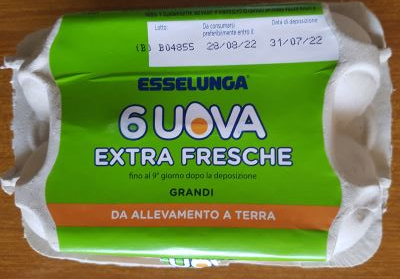 Lotto:
Da consumarsi
preferibilmente entro il:
Data di deposizione
(B) B04855 28/08/22 31/07/22
ESSELUNGA
6 UOVA
EXTRA FRESCHE
fino al 9° giorno dopo la deposizione
GRANDI
DA ALLEVAMENTO A TERRA